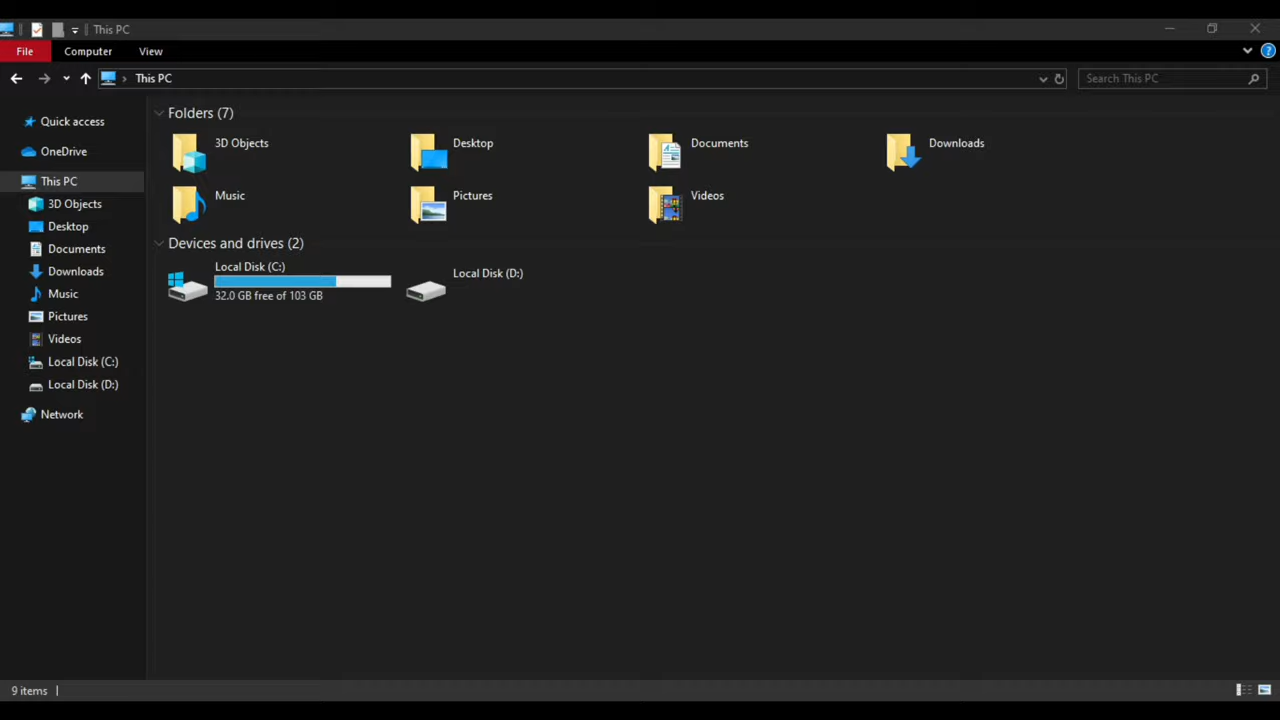 This PC
File Computer View
This PC Search This PC
Quick access
OneDrive
This PC
3D Objects
Desktop
Documents
Downloads
Music
Pictures
Videos
Local Disk (C:)
Local Disk (D:)
Network
Folders (7)
3D Objects Desktop Documents Downloads
Music Pictures Videos
Devices and drives (2)
Local Disk (C:)
32.0 GB free of 103 GB
Local Disk (D:)
9 items